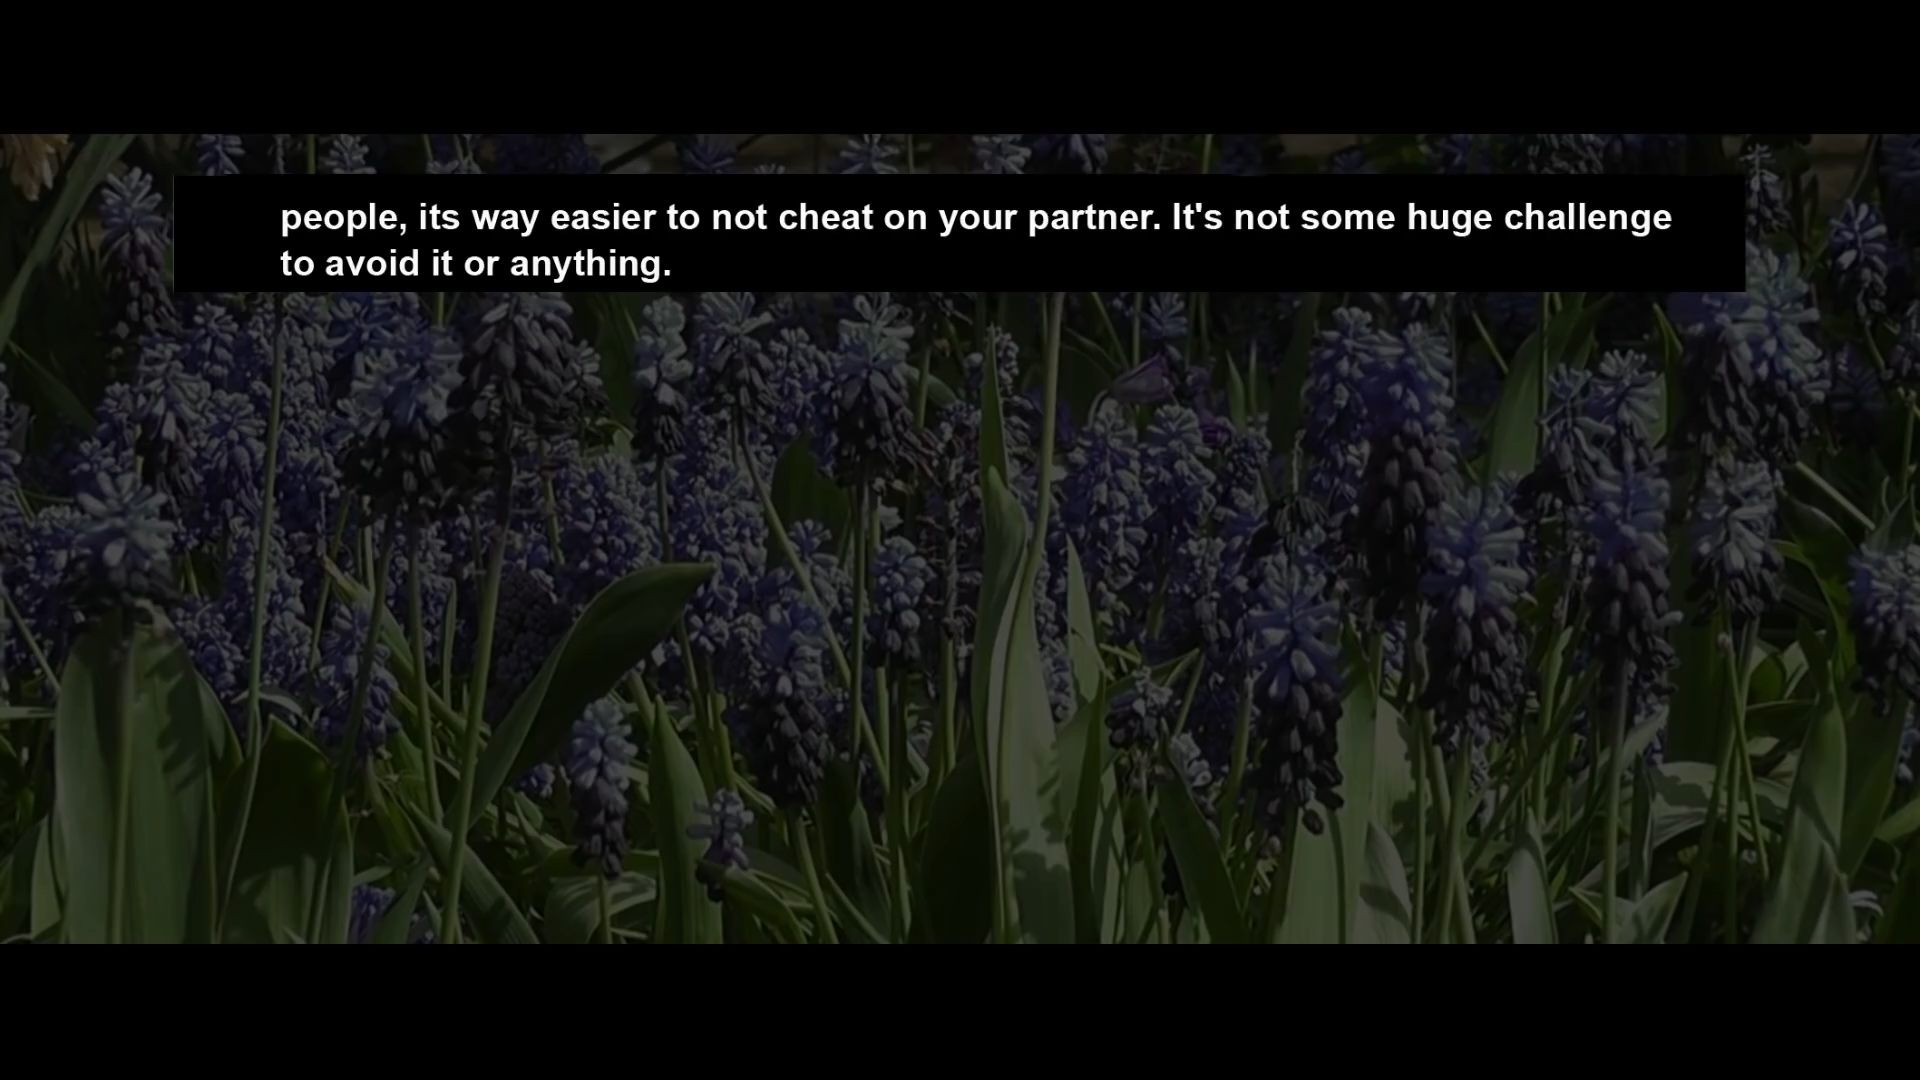 people, its way easier to not cheat on your partner. It's not some huge challenge
to avoid it or anything.